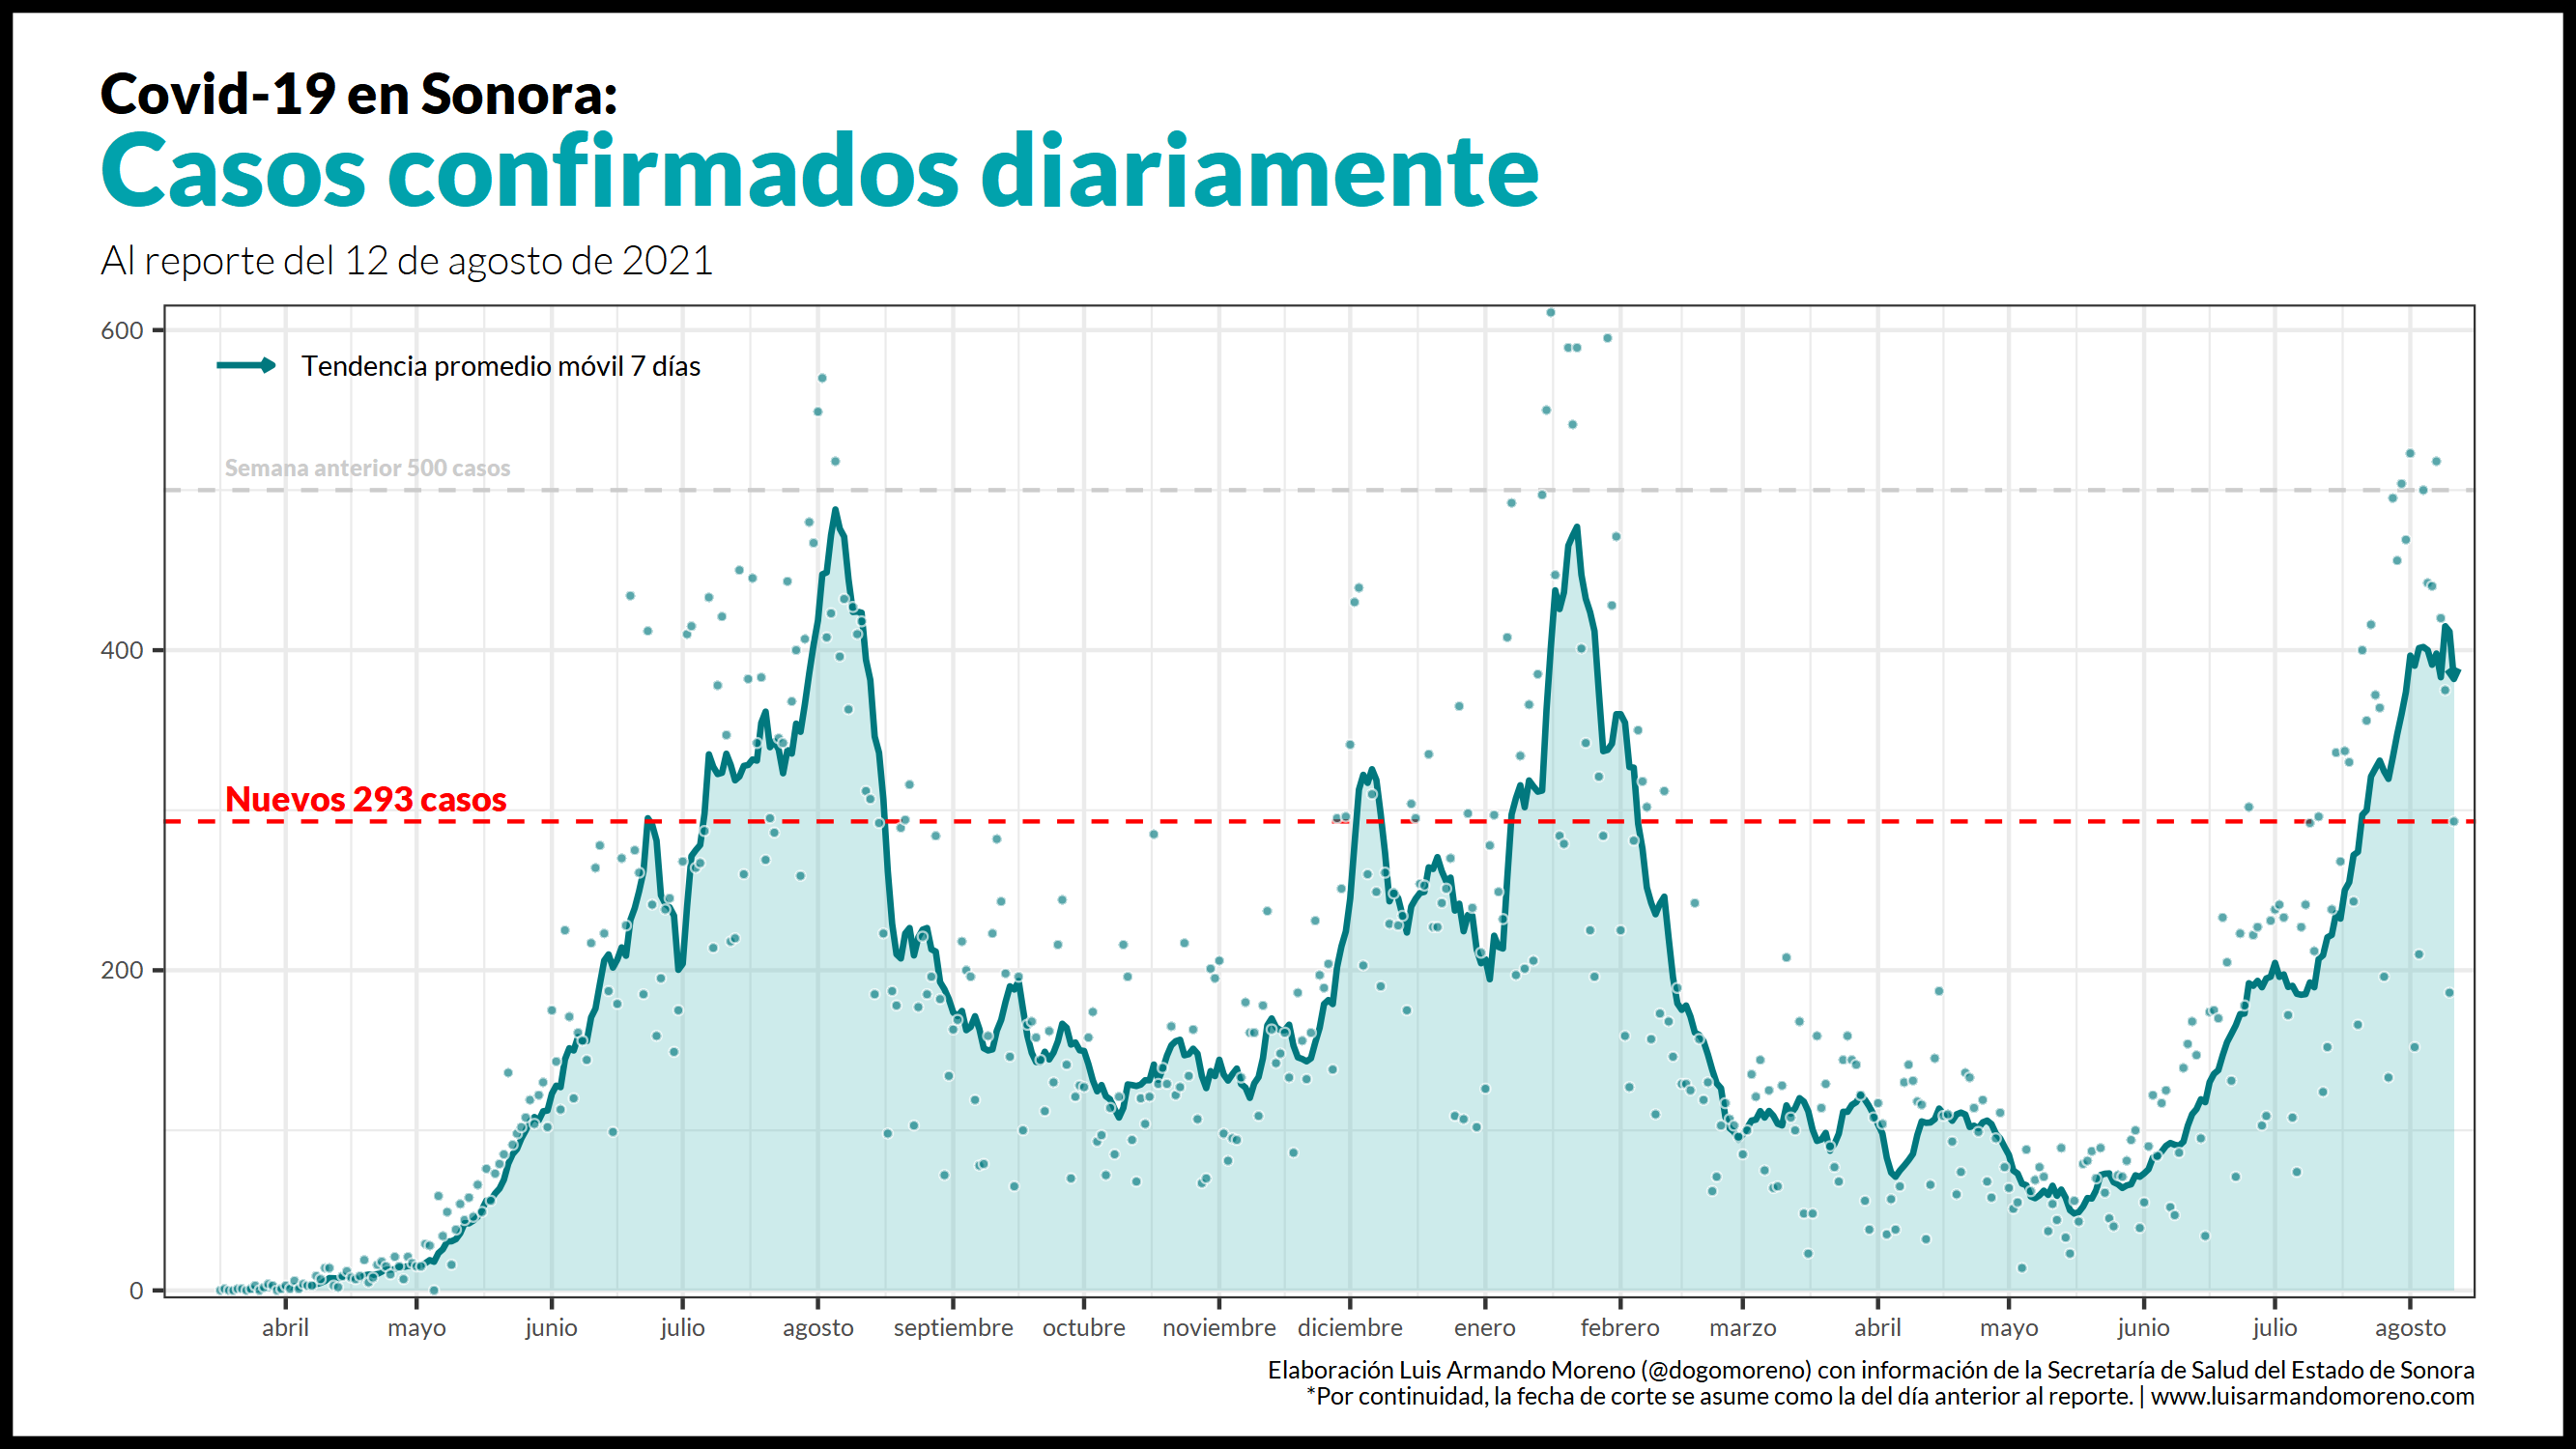 Covid-19 en Sonora:
Casos confirmados diariamente
Al reporte del 12 de agosto de 2021
600
Tendencia promedio móvil 7 días
Semana anterior 500 casos
400
Nuevos 293 casos
200
0
abril mayo junio julio agosto septiembre octubre noviembre diciembre enero febrero marzo abril mayo junio julio agosto
Elaboración Luis Armando Moreno (@dogomoreno) con información de la Secretaría de Salud del Estado de Sonora
*Por continuidad, la fecha de corte se asume como la del día anterior al reporte. | www.luisarmandomoreno.com